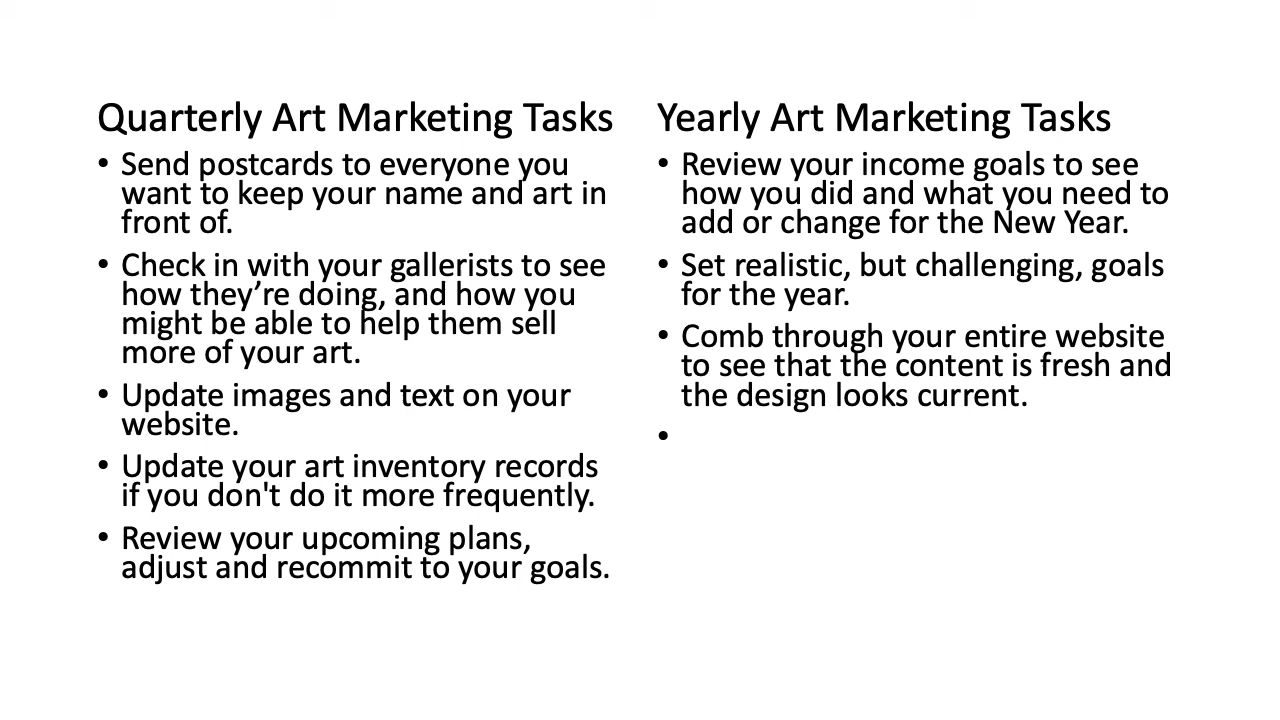 Quarterly Art Marketing Tasks
• Send postcards to everyone you
want to keep your name and art in
front of.
• Check in with your gallerists to see
how they’re doing, and how you
might be able to help them sell
more of your art.
• Update images and text on your
website.
• Update your art inventory records
if you don't do it more frequently.
• Review your upcoming plans,
adjust and recommit to your goals.
Yearly Art Marketing Tasks
• Review your income goals to see
how you did and what you need to
add or change for the New Year.
• Set realistic, but challenging, goals
for the year.
• Comb through your entire website
to see that the content is fresh and
the design looks current.
•